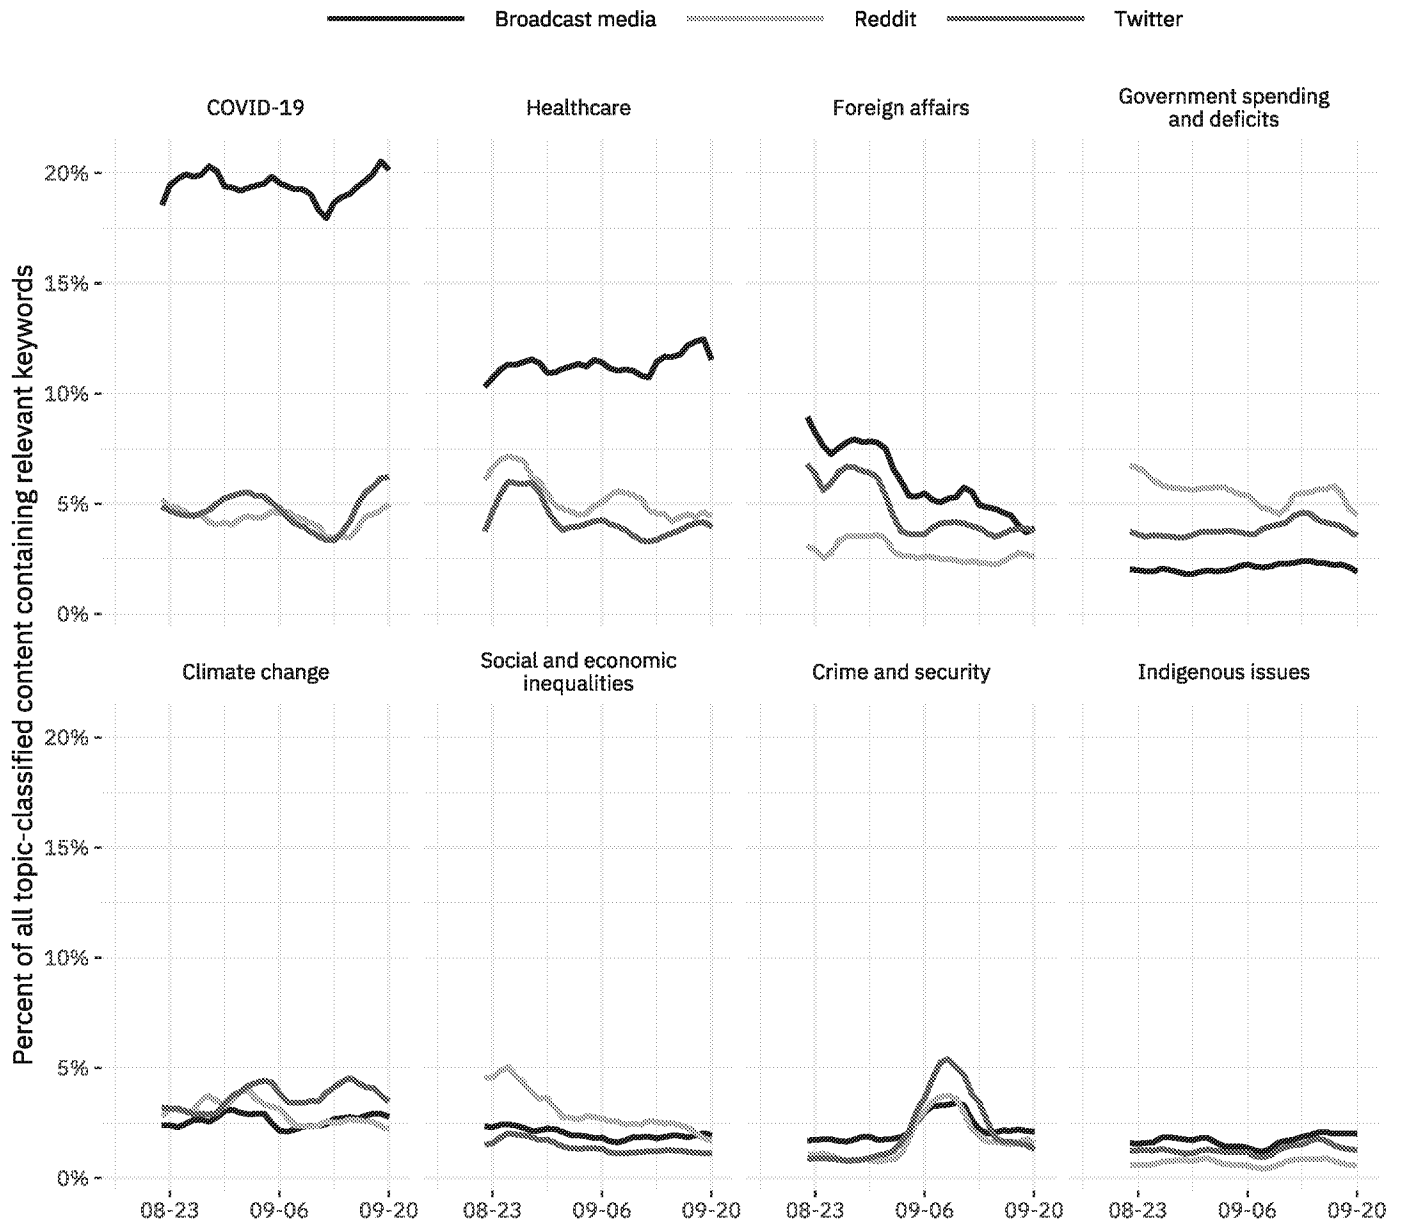 Broadcast media Reddit Twitter
COVID-19 Healthcare Foreign affairs Government spending
and deficits
20%
15%
10%
5%
0%
Percent of all topic-classified content containing relevant keywords
Climate change Social and economic
inequalities Crime and security Indigenous issues
20%
15%
10%
5%
0%
08-23 09-06 09-20 08-23 09-06 09-20 08-23 09-06 09-20 08-23 09-06 09-20